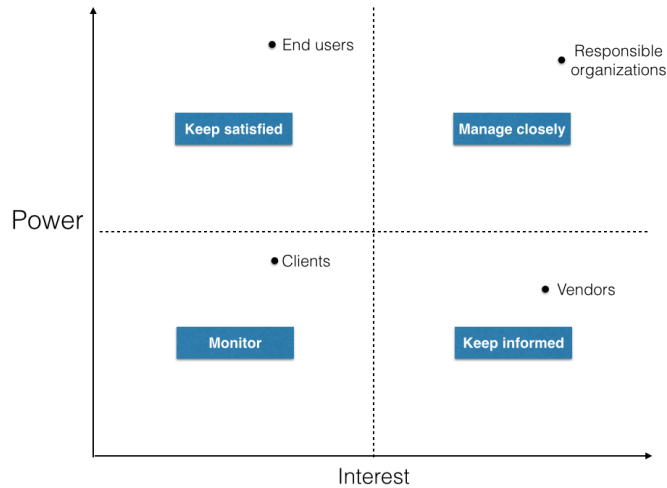 End users
Responsible
organizations
Keep satisfied
Manage closely
Power
Clients
Vendors
Monitor
Keep informed
Interest